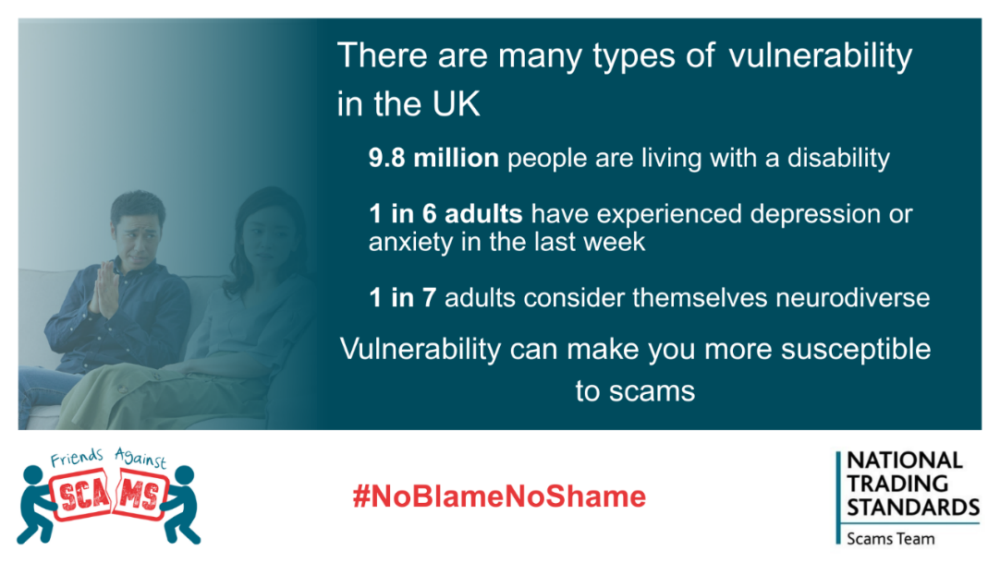 There are many types of vulnerability
in the UK
9.8 million people are living with a disability
1 in 6 adults have experienced depression or
anxiety in the last week
1 in 7 adults consider themselves neurodiverse
Vulnerability can make you more susceptible
to scams
Friends Against
SCAMS
#NoBlameNoShame
NATIONAL
TRADING
STANDARDS
Scams Team